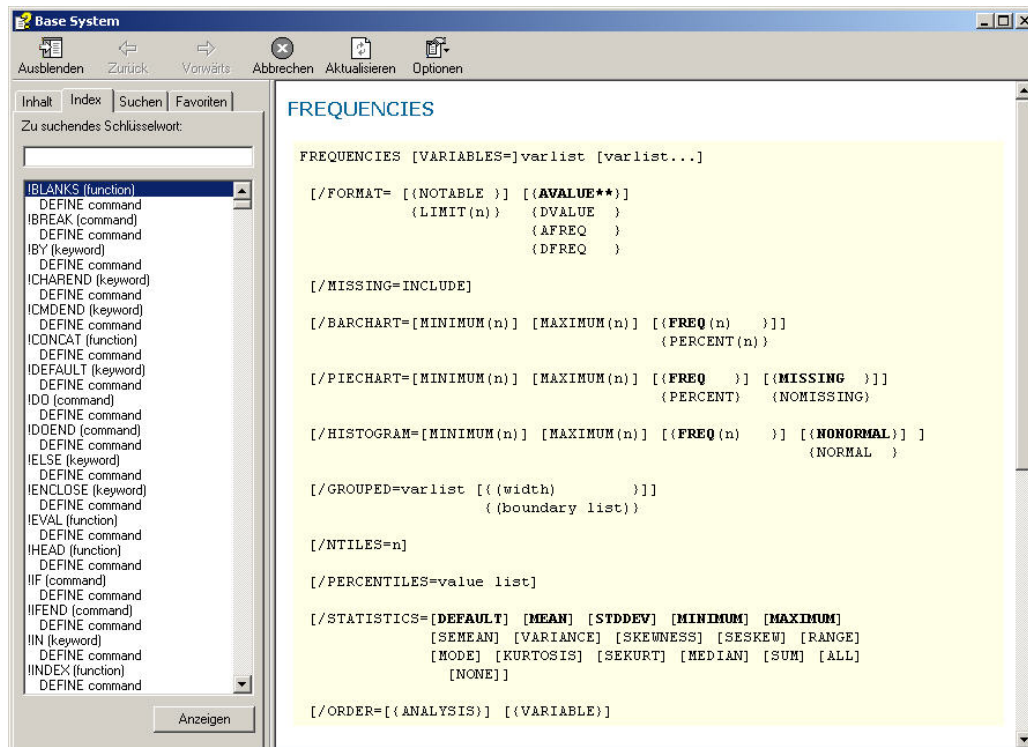 Base System
Ausblenden Zurück Vorwärts Abbrechen Aktualisieren Optionen
Inhalt Index Suchen Favoriten
Zu suchendes Schlüsselwort:
!BLANKS (function)
DEFINE command
!BREAK (command)
DEFINE command
!BY (keyword)
DEFINE command
!CHAREND (keyword)
DEFINE command
!CMDEND (keyword)
DEFINE command
!CONCAT (function)
DEFINE command
!DEFAULT (keyword)
DEFINE command
!DO (command)
DEFINE command
!DOEND (command)
DEFINE command
!ELSE (keyword)
DEFINE command
!ENCLOSE (keyword)
DEFINE command
!EVAL (function)
DEFINE command
!HEAD (function)
DEFINE command
!IF (command)
DEFINE command
!IFEND (command)
DEFINE command
!IN (keyword)
DEFINE command
!INDEX (function)
DEFINE command
Anzeigen
FREQUENCIES
FREQUENCIES [VARIABLES=]varlist [varlist...]
[/FORMAT= [{NOTABLE }] [{AVALUE**}]
{LIMIT(n)} {DVALUE }
{AFREQ }
{DFREQ }
[/MISSING=INCLUDE]
[/BARCHART=[MINIMUM(n)] [MAXIMUM(n)] [{FREQ(n) }]]
{PERCENT(n)}
[/PIECHART=[MINIMUM(n)] [MAXIMUM(n)] [{FREQ }] [{MISSING }]]
{PERCENT} {NOMISSING}
[/HISTOGRAM=[MINIMUM(n)] [MAXIMUM(n)] [{FREQ(n) }] [{NONORMAL}] ]
{NORMAL }
[/GROUPED=varlist [{(width) }]]
{(boundary list)}
[/NTILES=n]
[/PERCENTILES=value list]
[/STATISTICS=[DEFAULT] [MEAN] [STDDEV] [MINIMUM] [MAXIMUM]
[SEMEAN] [VARIANCE] [SKEWNESS] [SESKEW] [RANGE]
[MODE] [KURTOSIS] [SEKURT] [MEDIAN] [SUM] [ALL]
[NONE]]
[/ORDER=[{ANALYSIS}] [{VARIABLE}]